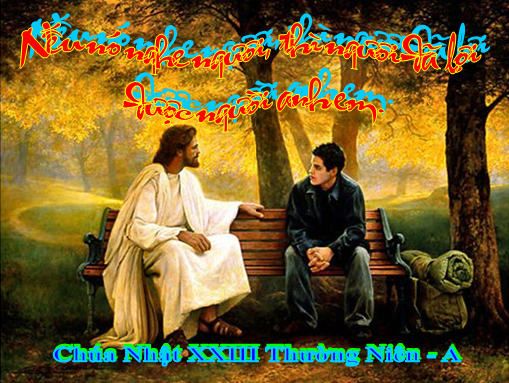 Nếu nó nghe ngươi, thì ngươi đã lợi
được người anh em.
Chúa Nhật XXIII Thường Niên - A